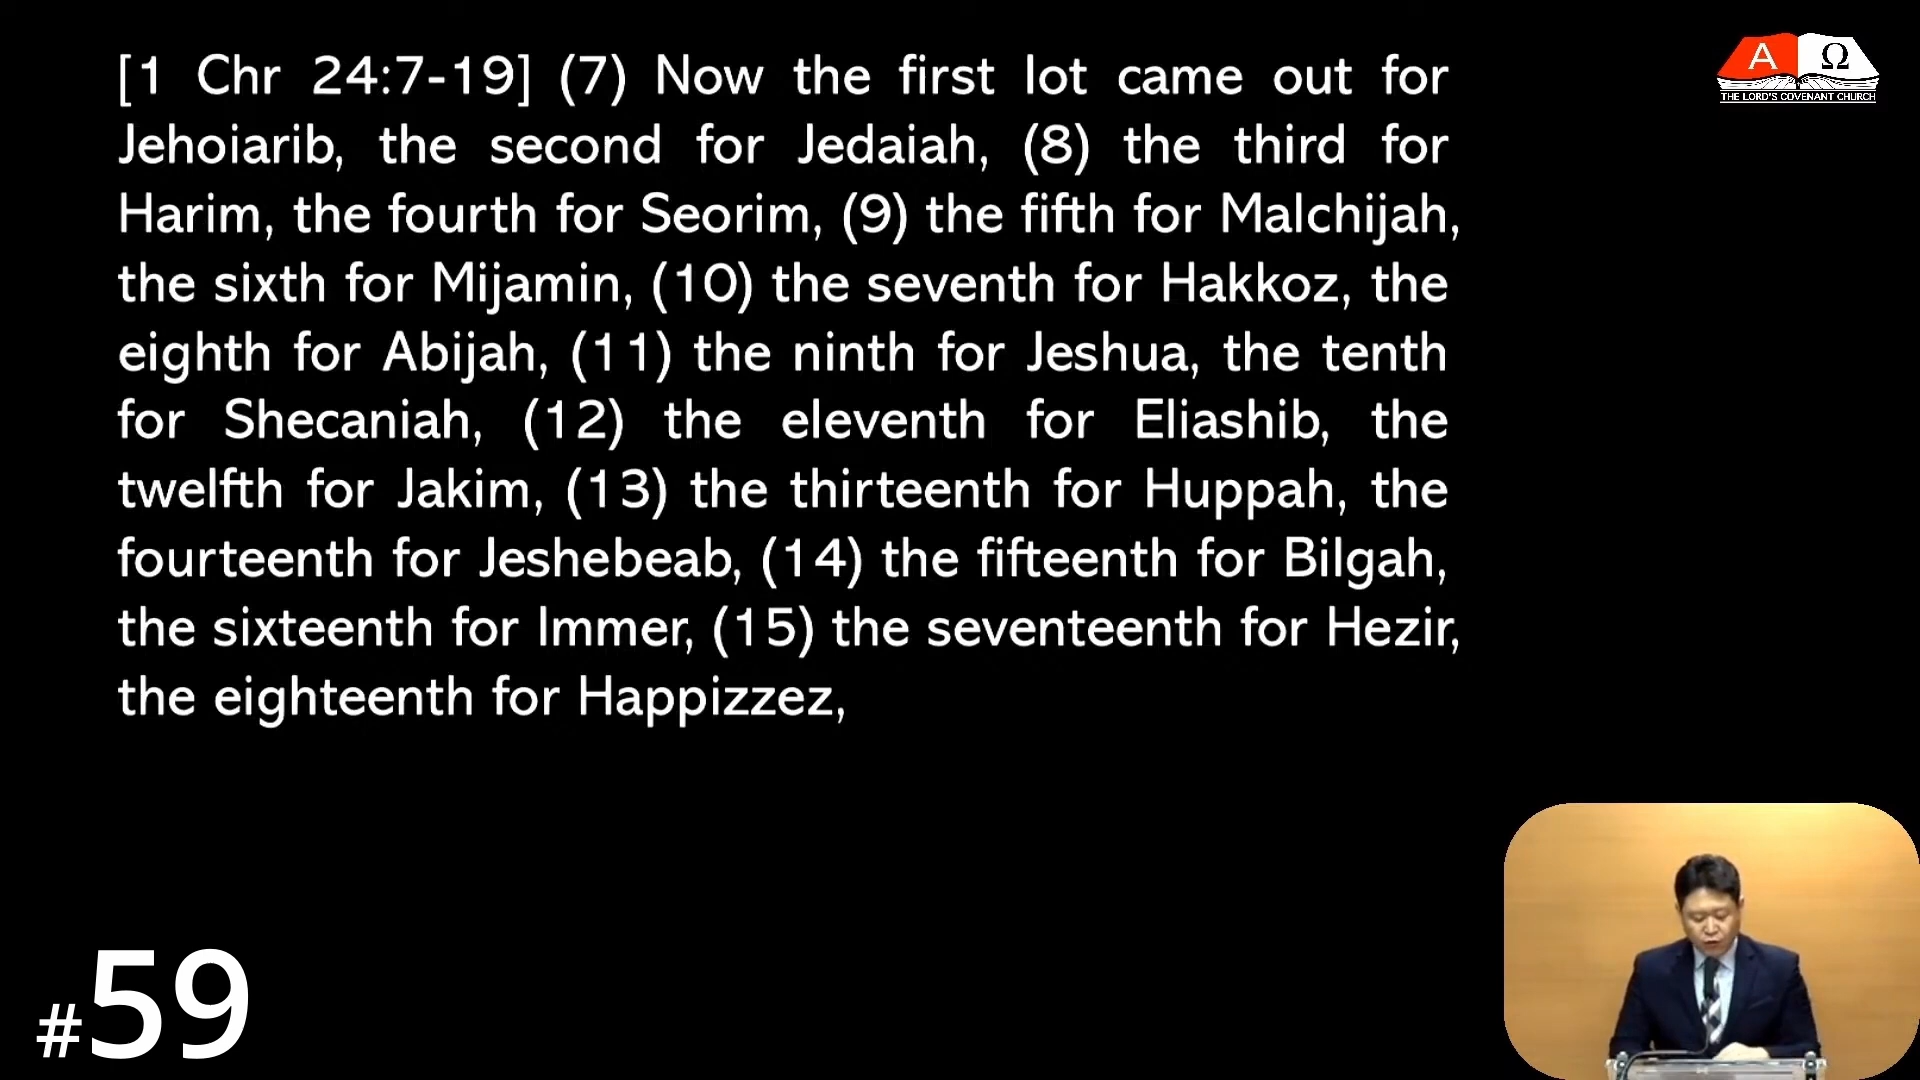 [1 Chr 24:7-19] (7) Now the first lot came out for
Jehoiarib, the second for Jedaiah, (8) the third for
Harim, the fourth for Seorim, (9) the fifth for Malchijah,
the sixth for Mijamin, (10) the seventh for Hakkoz, the
eighth for Abijah, (11) the ninth for Jeshua, the tenth
for Shecaniah, (12) the eleventh for Eliashib, the
twelfth for Jakim, (13) the thirteenth for Huppah, the
fourteenth for Jeshebeab, (14) the fifteenth for Bilgah,
the sixteenth for Immer, (15) the seventeenth for Hezir,
the eighteenth for Happizzez,
A Ω
THE LORD'S COVENANT CHURCH
#59